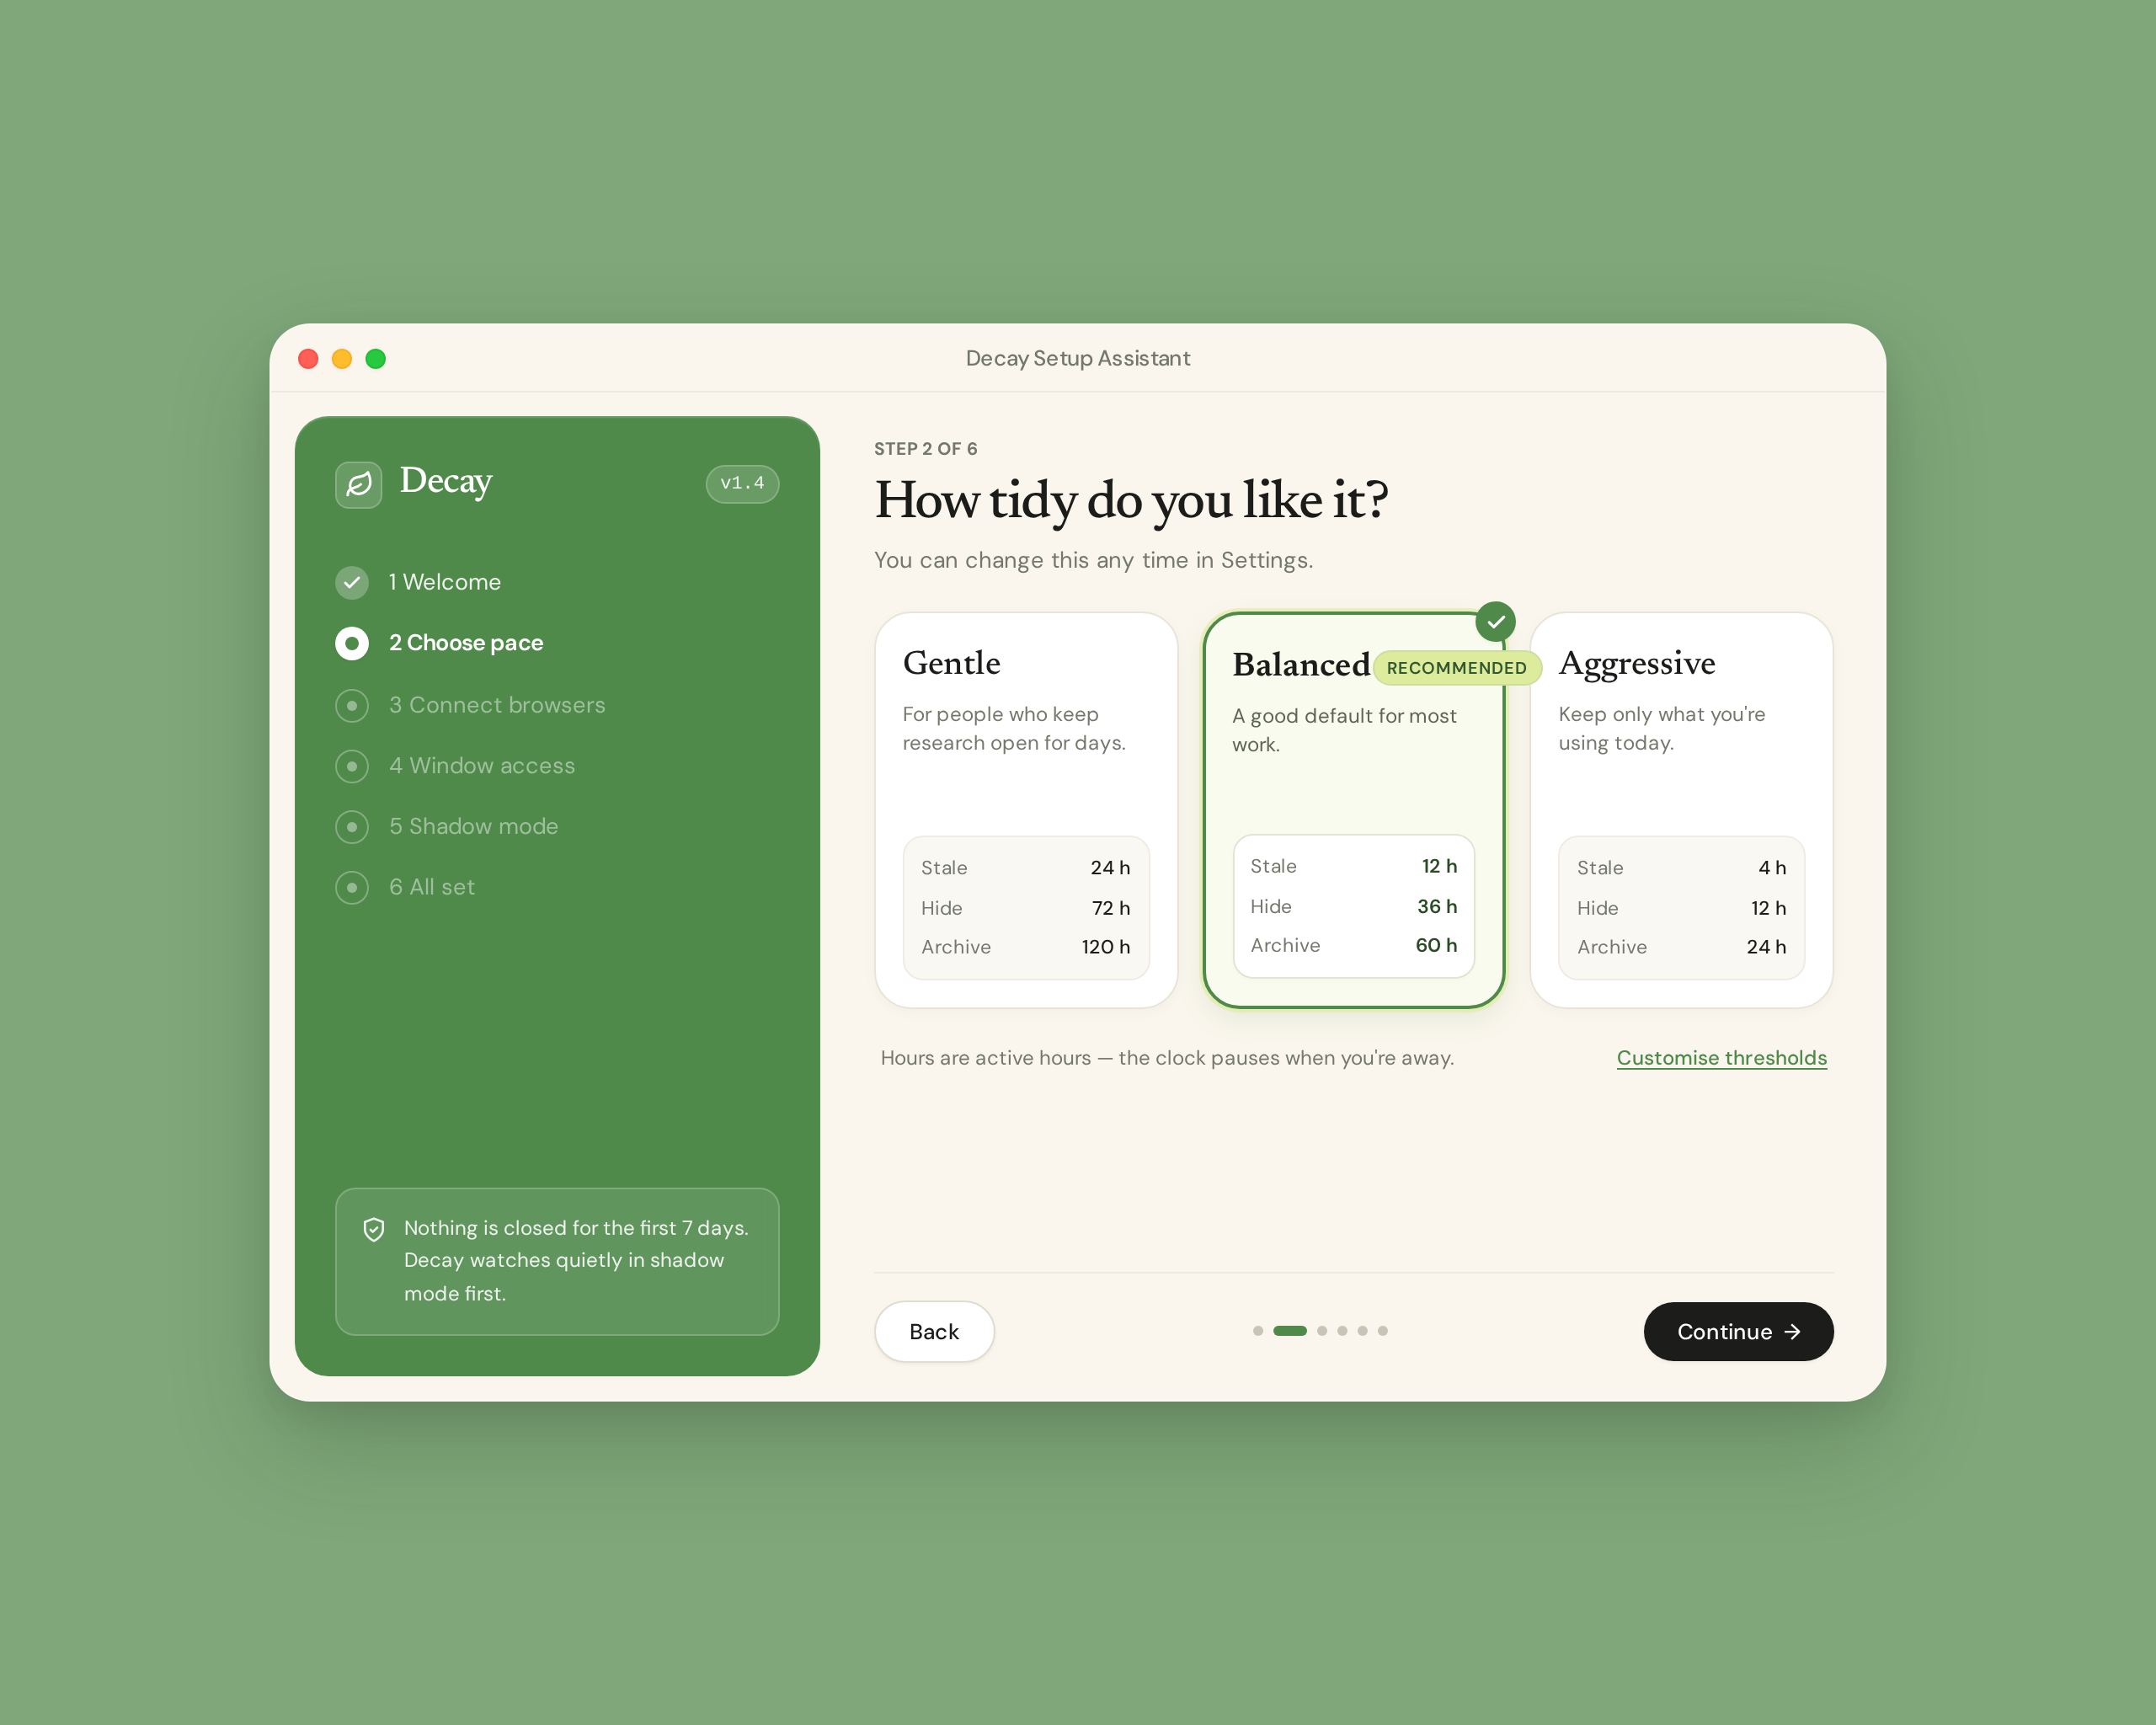 Decay Setup Assistant
Decay
v1.4
1 Welcome
2 Choose pace
3 Connect browsers
4 Window access
5 Shadow mode
6 All set
Nothing is closed for the first 7 days.
Decay watches quietly in shadow
mode first.
STEP 2 OF 6
How tidy do you like it?
You can change this any time in Settings.
Gentle
For people who keep
research open for days.
Stale 24 h
Hide 72 h
Archive 120 h
Balanced RECOMMENDED
A good default for most
work.
Stale 12 h
Hide 36 h
Archive 60 h
Aggressive
Keep only what you're
using today.
Stale 4 h
Hide 12 h
Archive 24 h
Hours are active hours — the clock pauses when you're away.
Customise thresholds
Back
Continue →